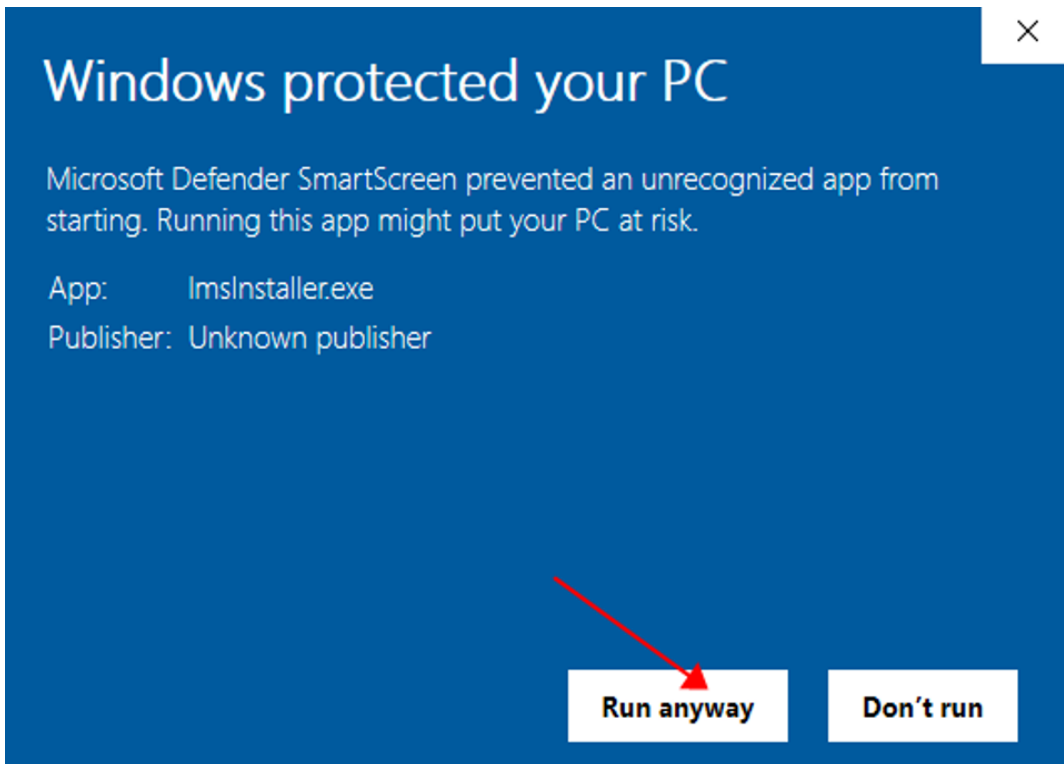 Windows protected your PC
Microsoft Defender SmartScreen prevented an unrecognized app from
starting. Running this app might put your PC at risk.
App: lmsInstaller.exe
Publisher: Unknown publisher
Run anyway Don't run